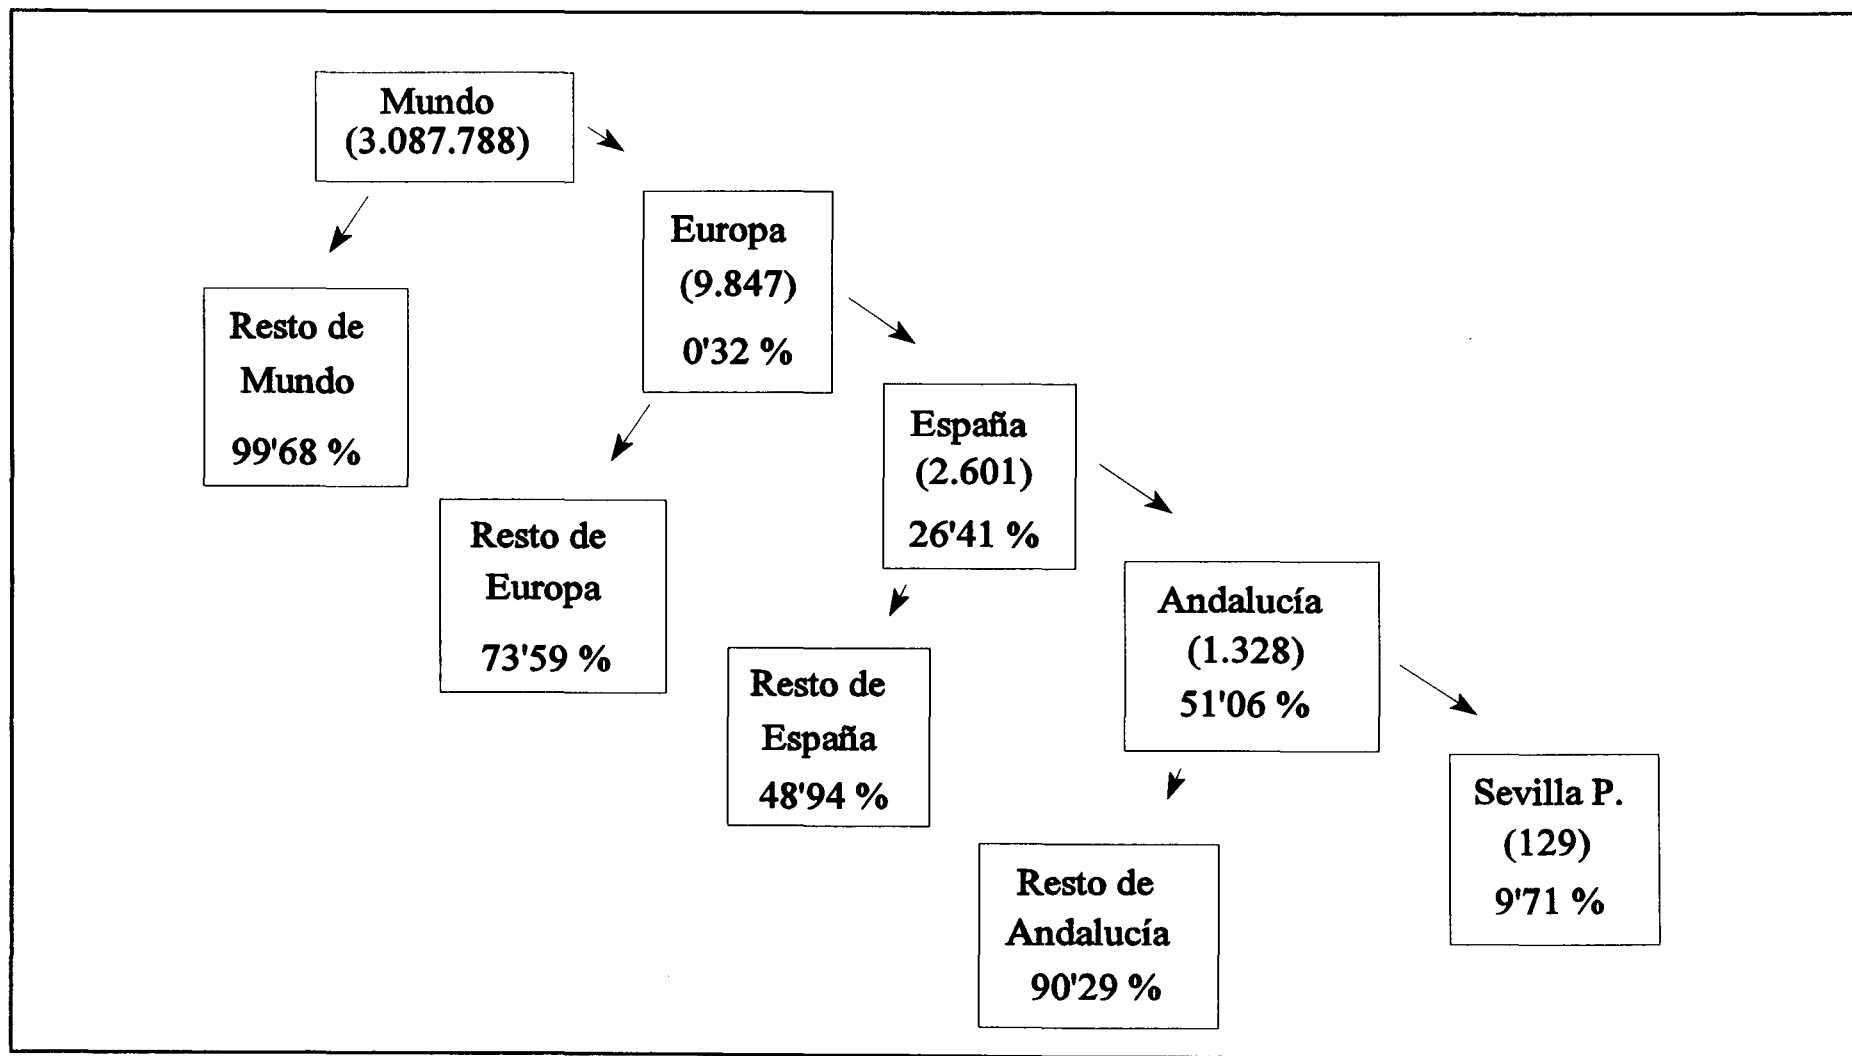 Mundo
(3.087.788)
Europa
(9.847)
0'32 %
Resto de
Mundo
99'68 %
España
(2.601)
26'41 %
Resto de
Europa
73'59 %
Andalucía
(1.328)
51'06 %
Resto de
España
48'94 %
Sevilla P.
(129)
9'71 %
Resto de
Andalucía
90'29 %